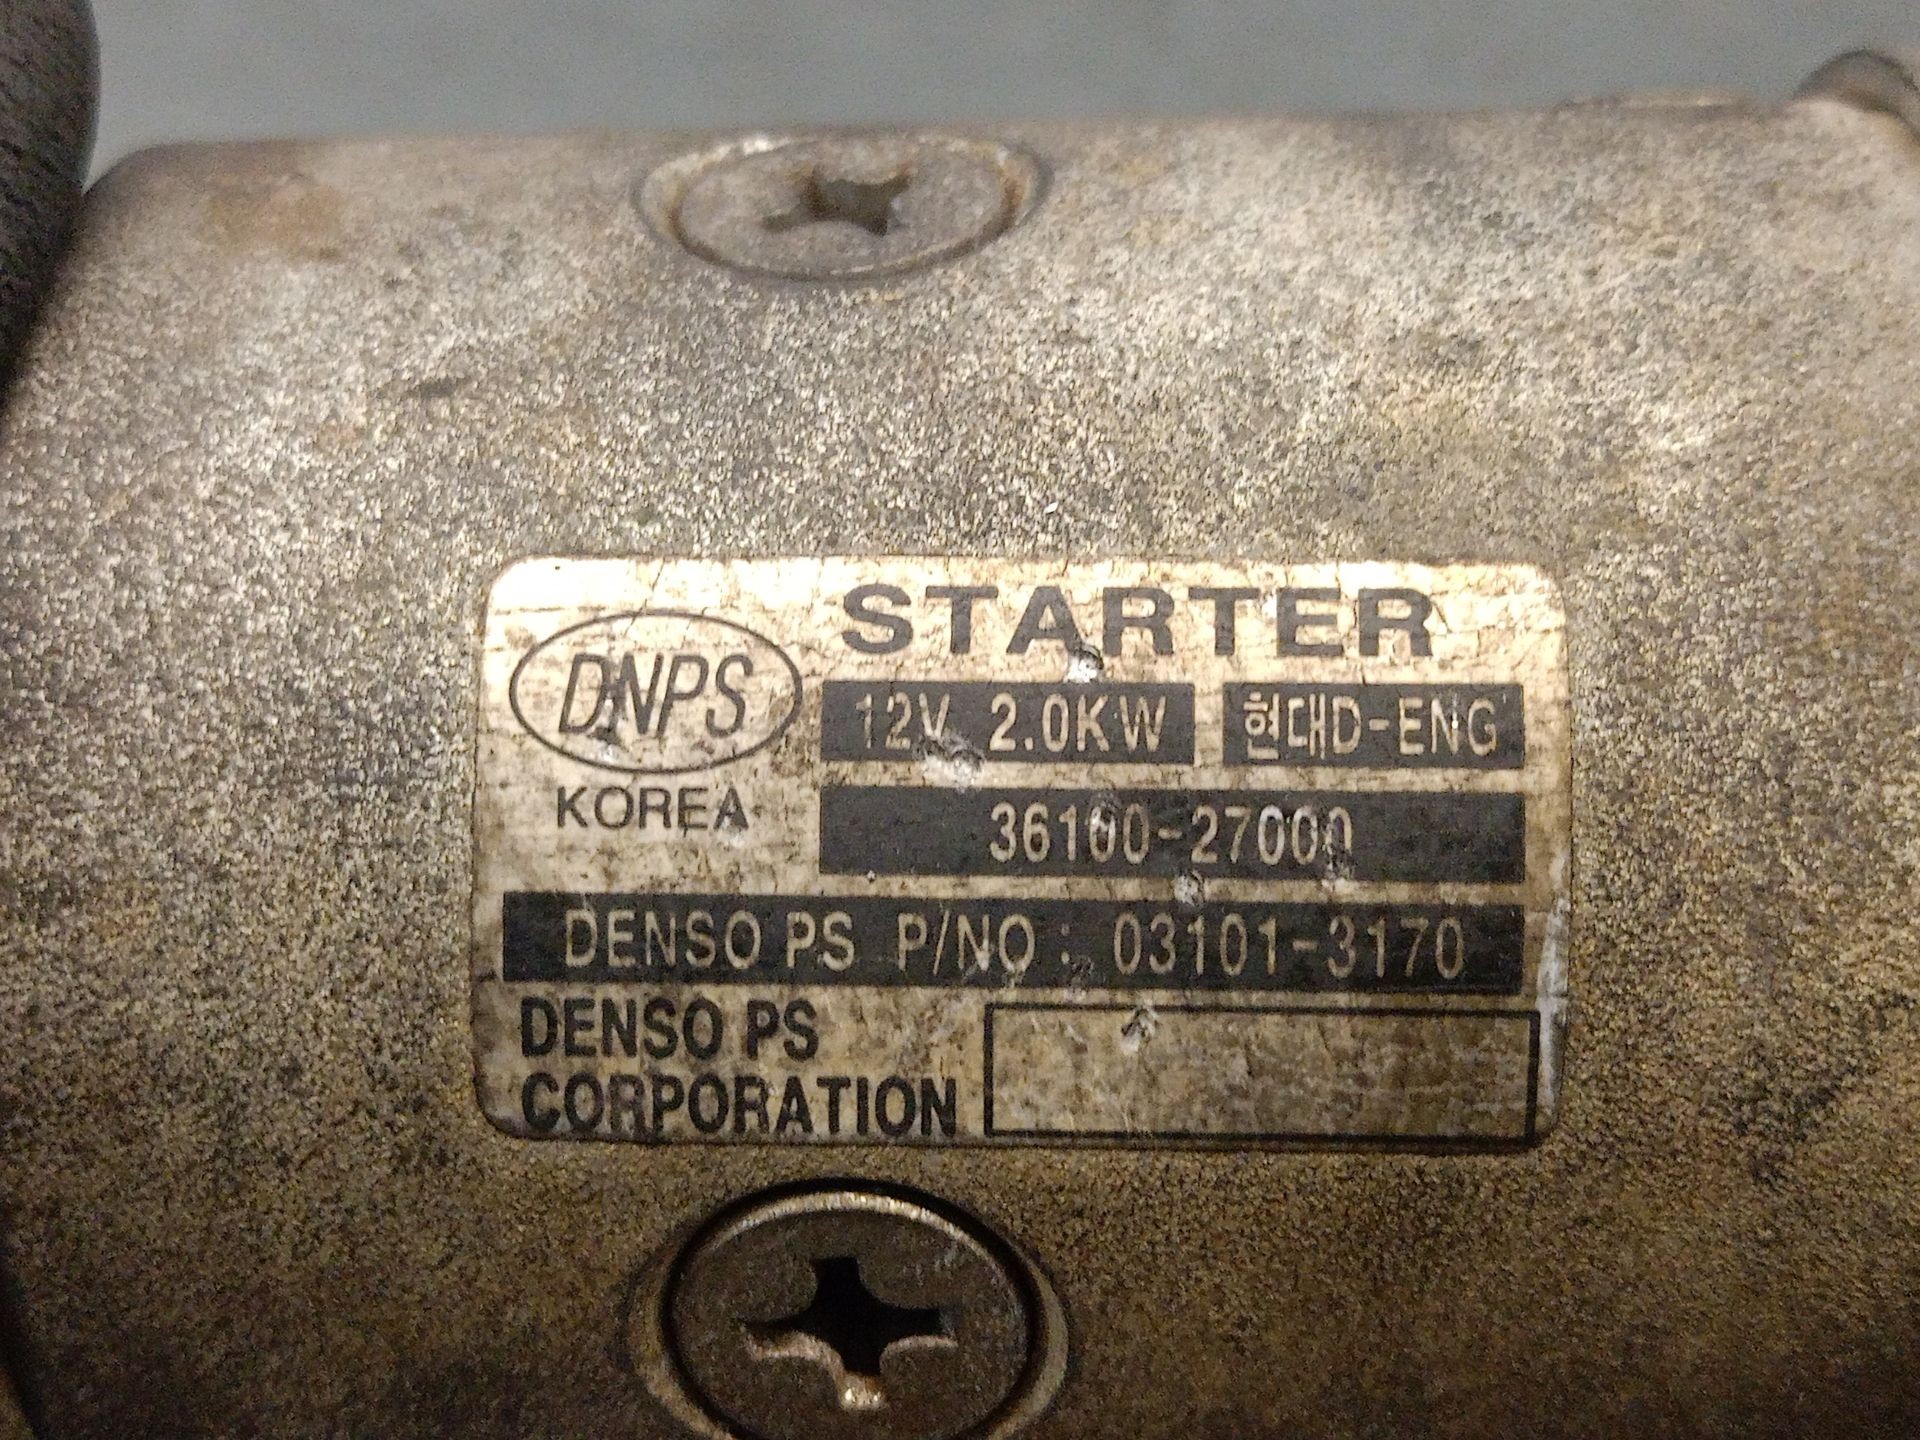 STARTER
DNPS
12V 2.0KW
현대D-ENG
KOREA
36100-27000
DENSO PS P/NO : 03101-3170
DENSO PS
CORPORATION